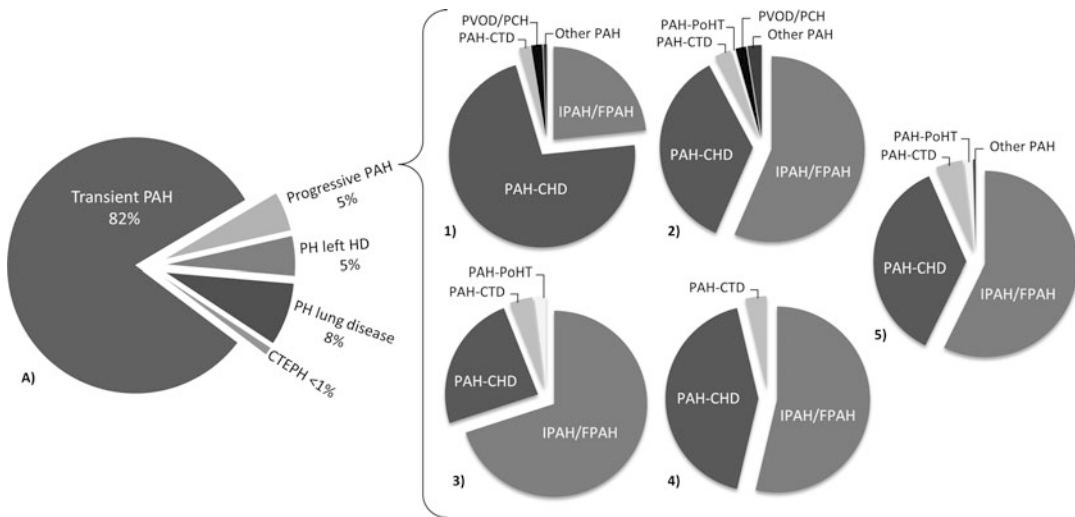 A)
Transient PAH
82%
Progressive PAH
5%
PH left HD
5%
PH lung disease
8%
CTEPH <1%
1)
PVOD/PCH
PAH-CTD
Other PAH
IPAH/FPAH
PAH-CHD
2)
PVOD/PCH
PAH-PoHT
Other PAH
PAH-CTD
PAH-CHD
IPAH/FPAH
3)
PAH-PoHT
PAH-CTD
PAH-CHD
IPAH/FPAH
4)
PAH-CTD
PAH-CHD
IPAH/FPAH
5)
PAH-PoHT
Other PAH
PAH-CTD
PAH-CHD
IPAH/FPAH